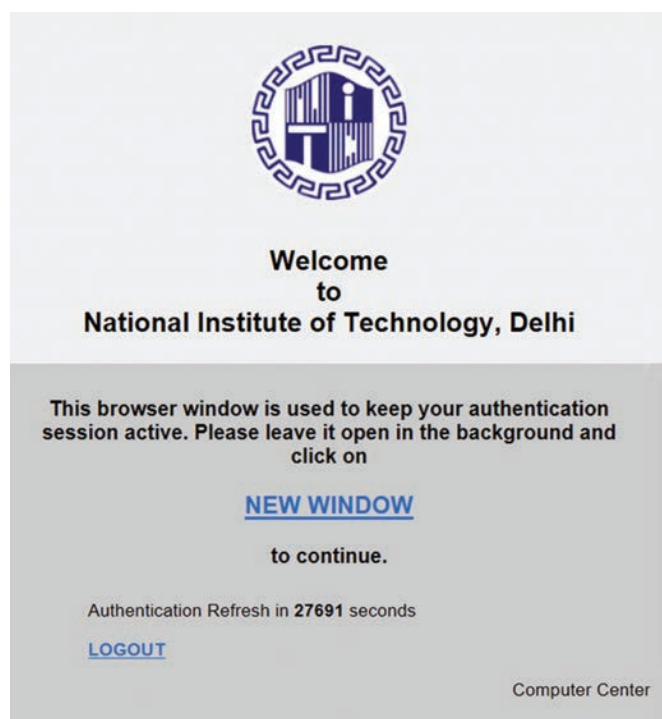 Welcome
to
National Institute of Technology, Delhi
This browser window is used to keep your authentication
session active. Please leave it open in the background and
click on
NEW WINDOW
to continue.
Authentication Refresh in 27691 seconds
LOGOUT
Computer Center